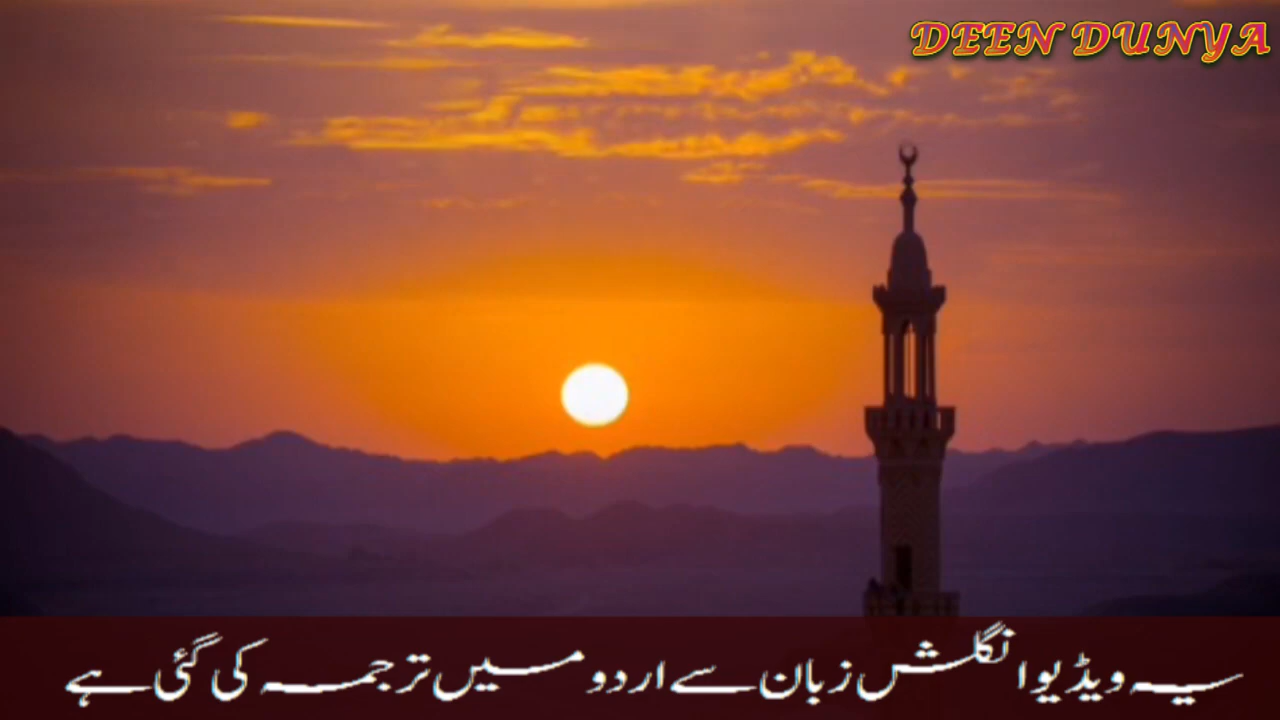 DEEN DUNYA
یہ ویڈیو انگلش زبان سے اردو میں ترجمہ کی گئی ہے